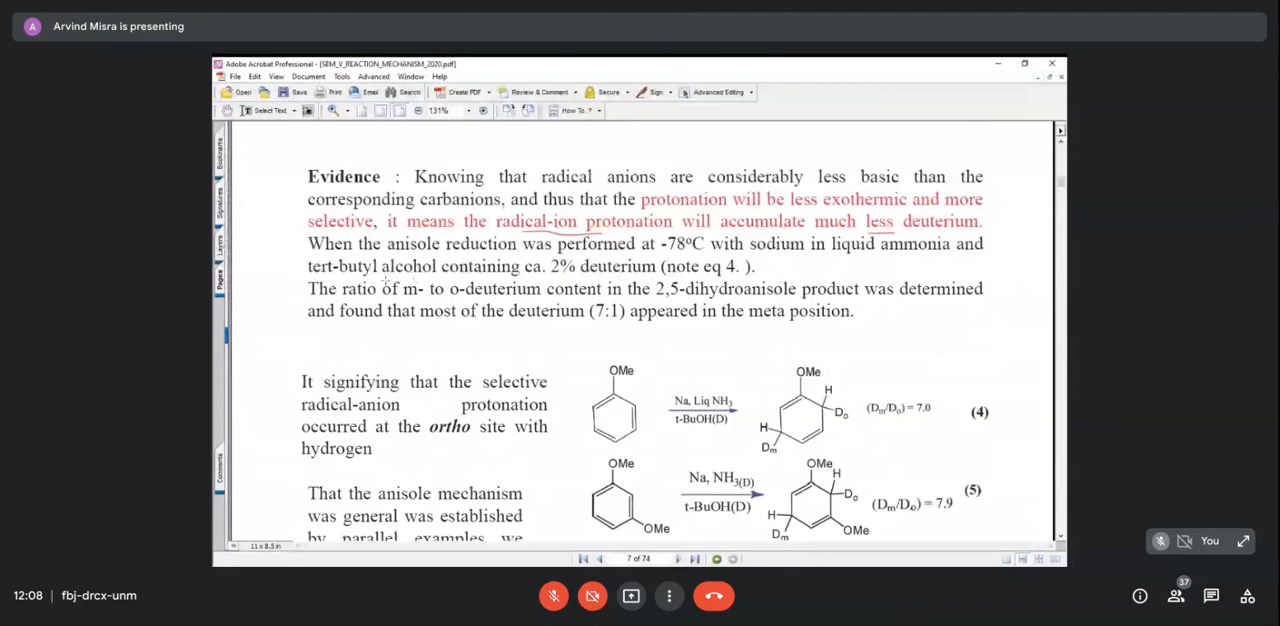 A Arvind Misra is presenting
Adobe Acrobat Professional - [SEM_V_REACTION_MECHANISM_2020.pdf]
File Edit View Document Tools Advanced Window Help
Open Save Print Email Search Create PDF Review & Comment Secure Sign Advanced Editing
Select Text 131% How To..?
Bookmarks
Signatures
Layers
Pages
Comments
Evidence : Knowing that radical anions are considerably less basic than the
corresponding carbanions, and thus that the protonation will be less exothermic and more
selective, it means the radical-ion protonation will accumulate much less deuterium.
When the anisole reduction was performed at -78ºC with sodium in liquid ammonia and
tert-butyl alcohol containing ca. 2% deuterium (note eq 4. ).
The ratio of m- to o-deuterium content in the 2,5-dihydroanisole product was determined
and found that most of the deuterium (7:1) appeared in the meta position.
It signifying that the selective
radical-anion protonation
occurred at the ortho site with
hydrogen
OMe
Na, Liq NH3
t-BuOH(D)
OMe
H
Do
H
Dm
(Dm/Do) = 7.0
(4)
That the anisole mechanism
was general was established
by parallel examples we
OMe
OMe
Na, NH3(D)
t-BuOH(D)
OMe
H
Do
H
Dm
OMe
(Dm/Do) = 7.9
(5)
11 x 8.5 in
7 of 74
You
12:08 | fbj-drcx-unm
37